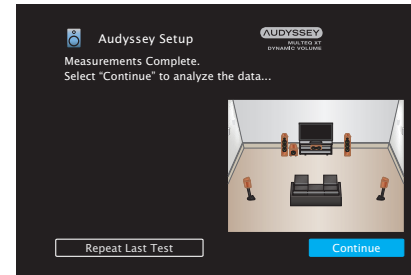 Audyssey Setup
AUDYSSEY
MULTEQ XT
DYNAMIC VOLUME
Measurements Complete.
Select “Continue” to analyze the data...
Repeat Last Test
Continue